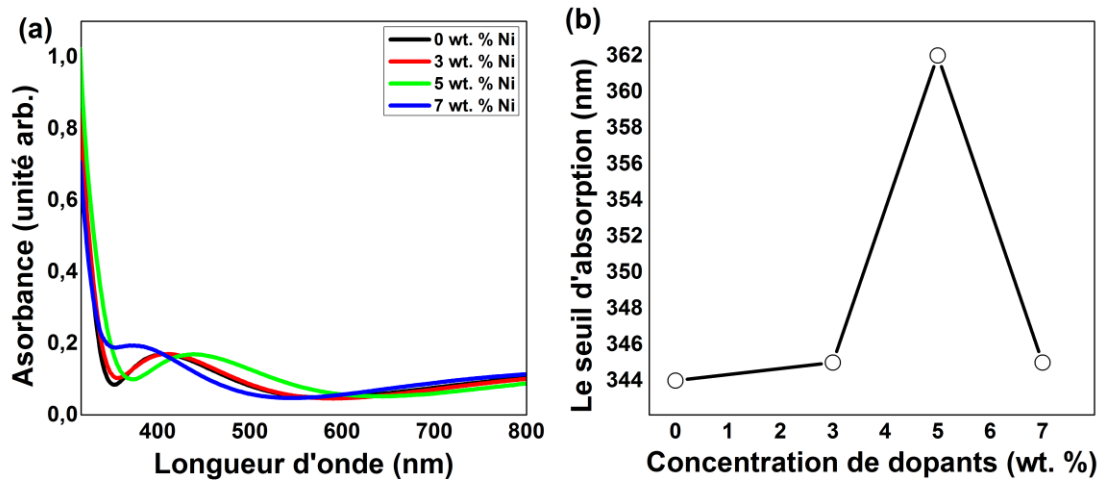 (a)
0 wt. % Ni
3 wt. % Ni
5 wt. % Ni
7 wt. % Ni
1,0
0,8
0,6
0,4
0,2
0,0
Asorbance (unité arb.)
400 500 600 700 800
Longueur d'onde (nm)
(b)
362
360
358
356
354
352
350
348
346
344
Le seuil d'absorption (nm)
0 1 2 3 4 5 6 7
Concentration de dopants (wt. %)